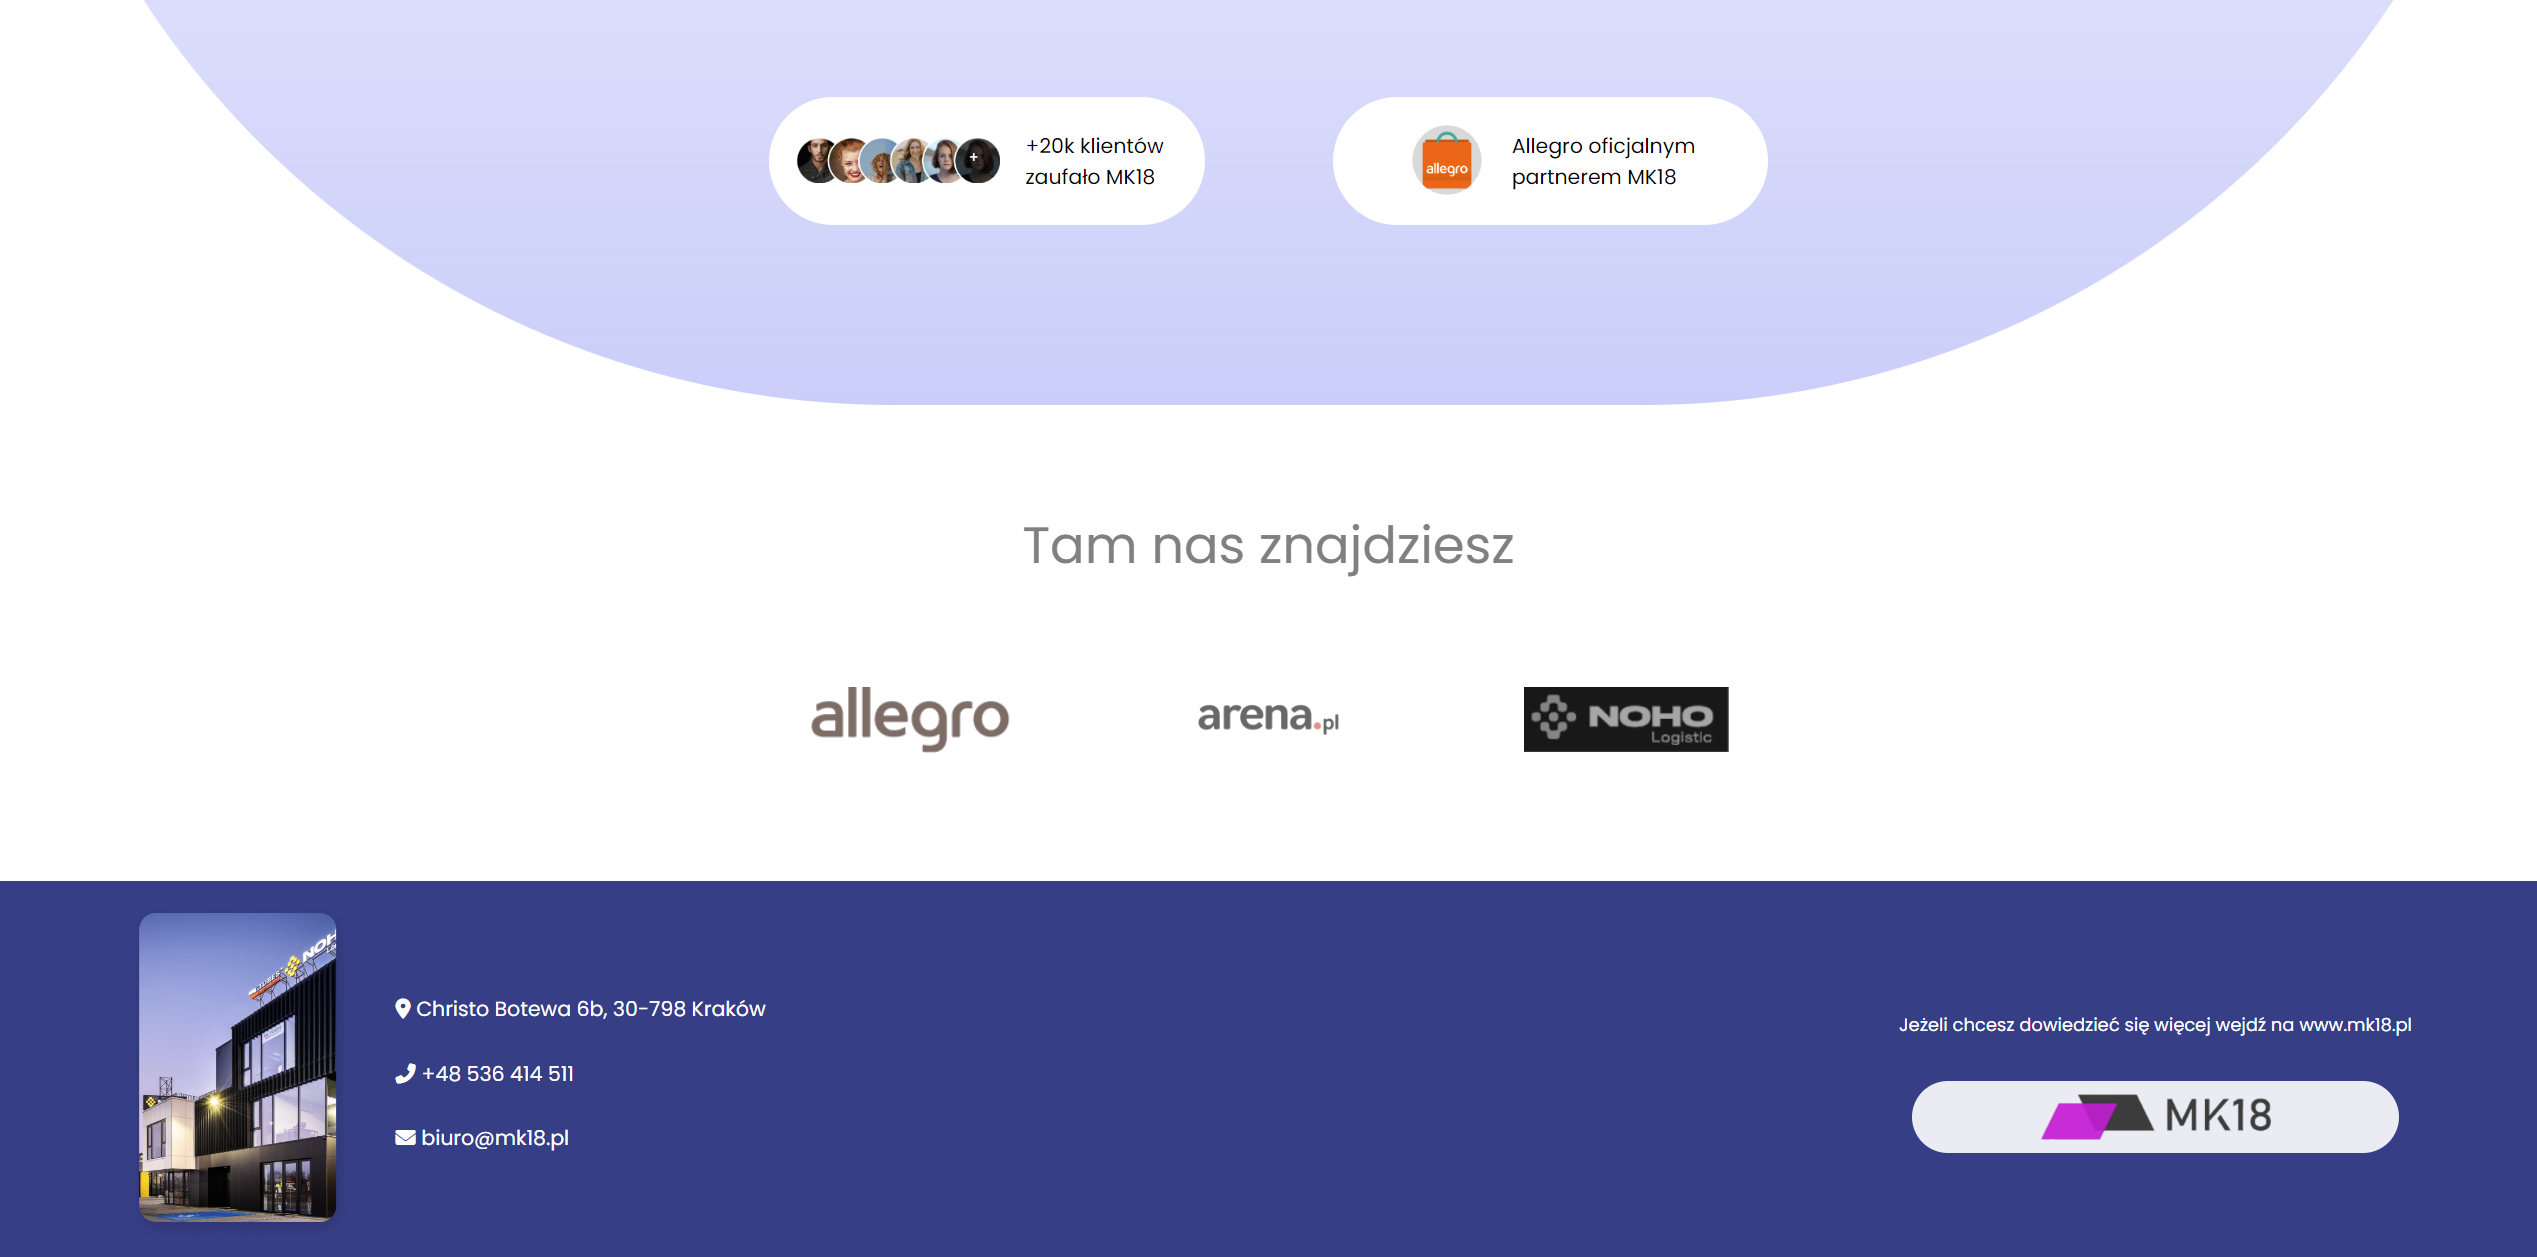 +20k klientów
zaufało MK18
allegro
Allegro oficjalnym
partnerem MK18
Tam nas znajdziesz
allegro
arena.pl
NOHO
Logistic
Christo Botewa 6b, 30-798 Kraków
+48 536 414 511
biuro@mk18.pl
Jeżeli chcesz dowiedzieć się więcej wejdź na www.mk18.pl
MK18